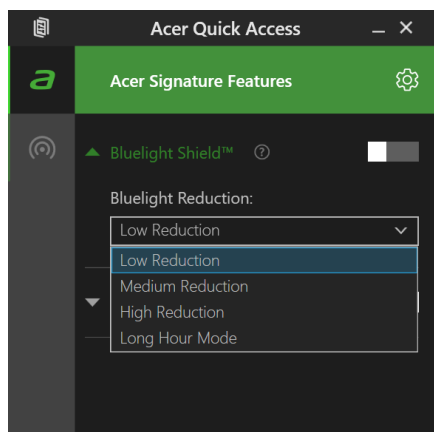 Acer Quick Access
Acer Signature Features
Bluelight Shield™
Bluelight Reduction:
Low Reduction
Low Reduction
Medium Reduction
High Reduction
Long Hour Mode